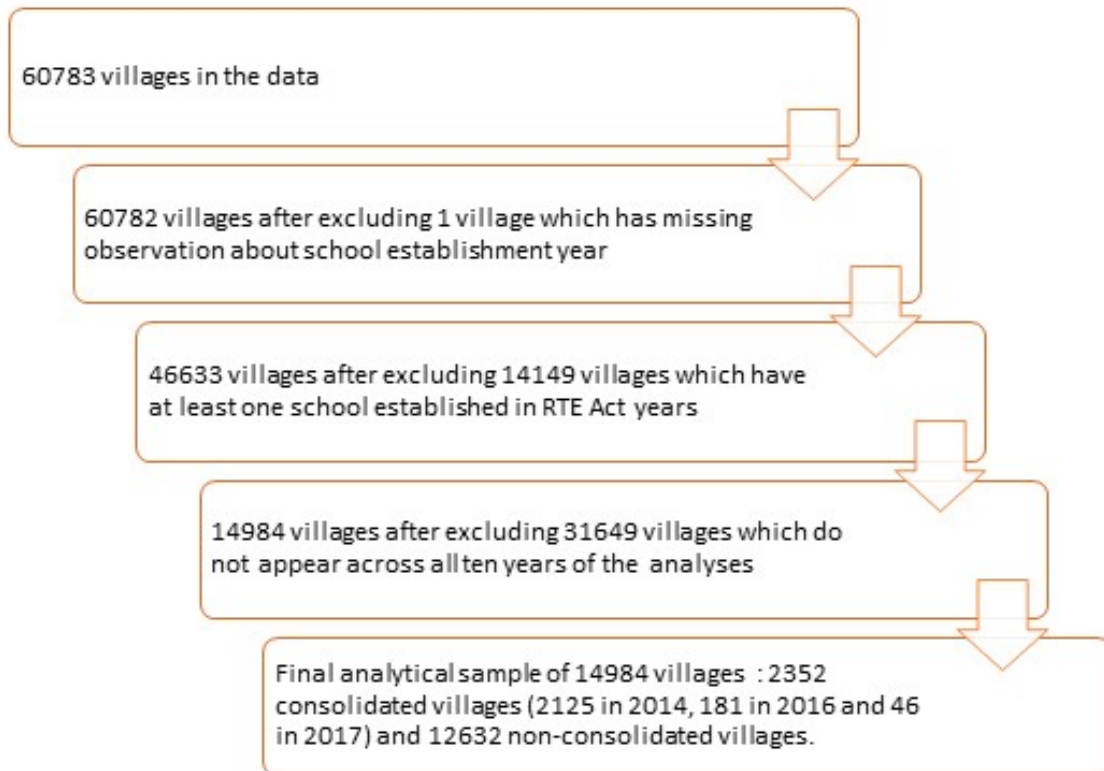 60783 villages in the data
60782 villages after excluding 1 village which has missing
observation about school establishment year
46633 villages after excluding 14149 villages which have
at least one school established in RTE Act years
14984 villages after excluding 31649 villages which do
not appear across all ten years of the analyses
Final analytical sample of 14984 villages : 2352
consolidated villages (2125 in 2014, 181 in 2016 and 46
in 2017) and 12632 non-consolidated villages.